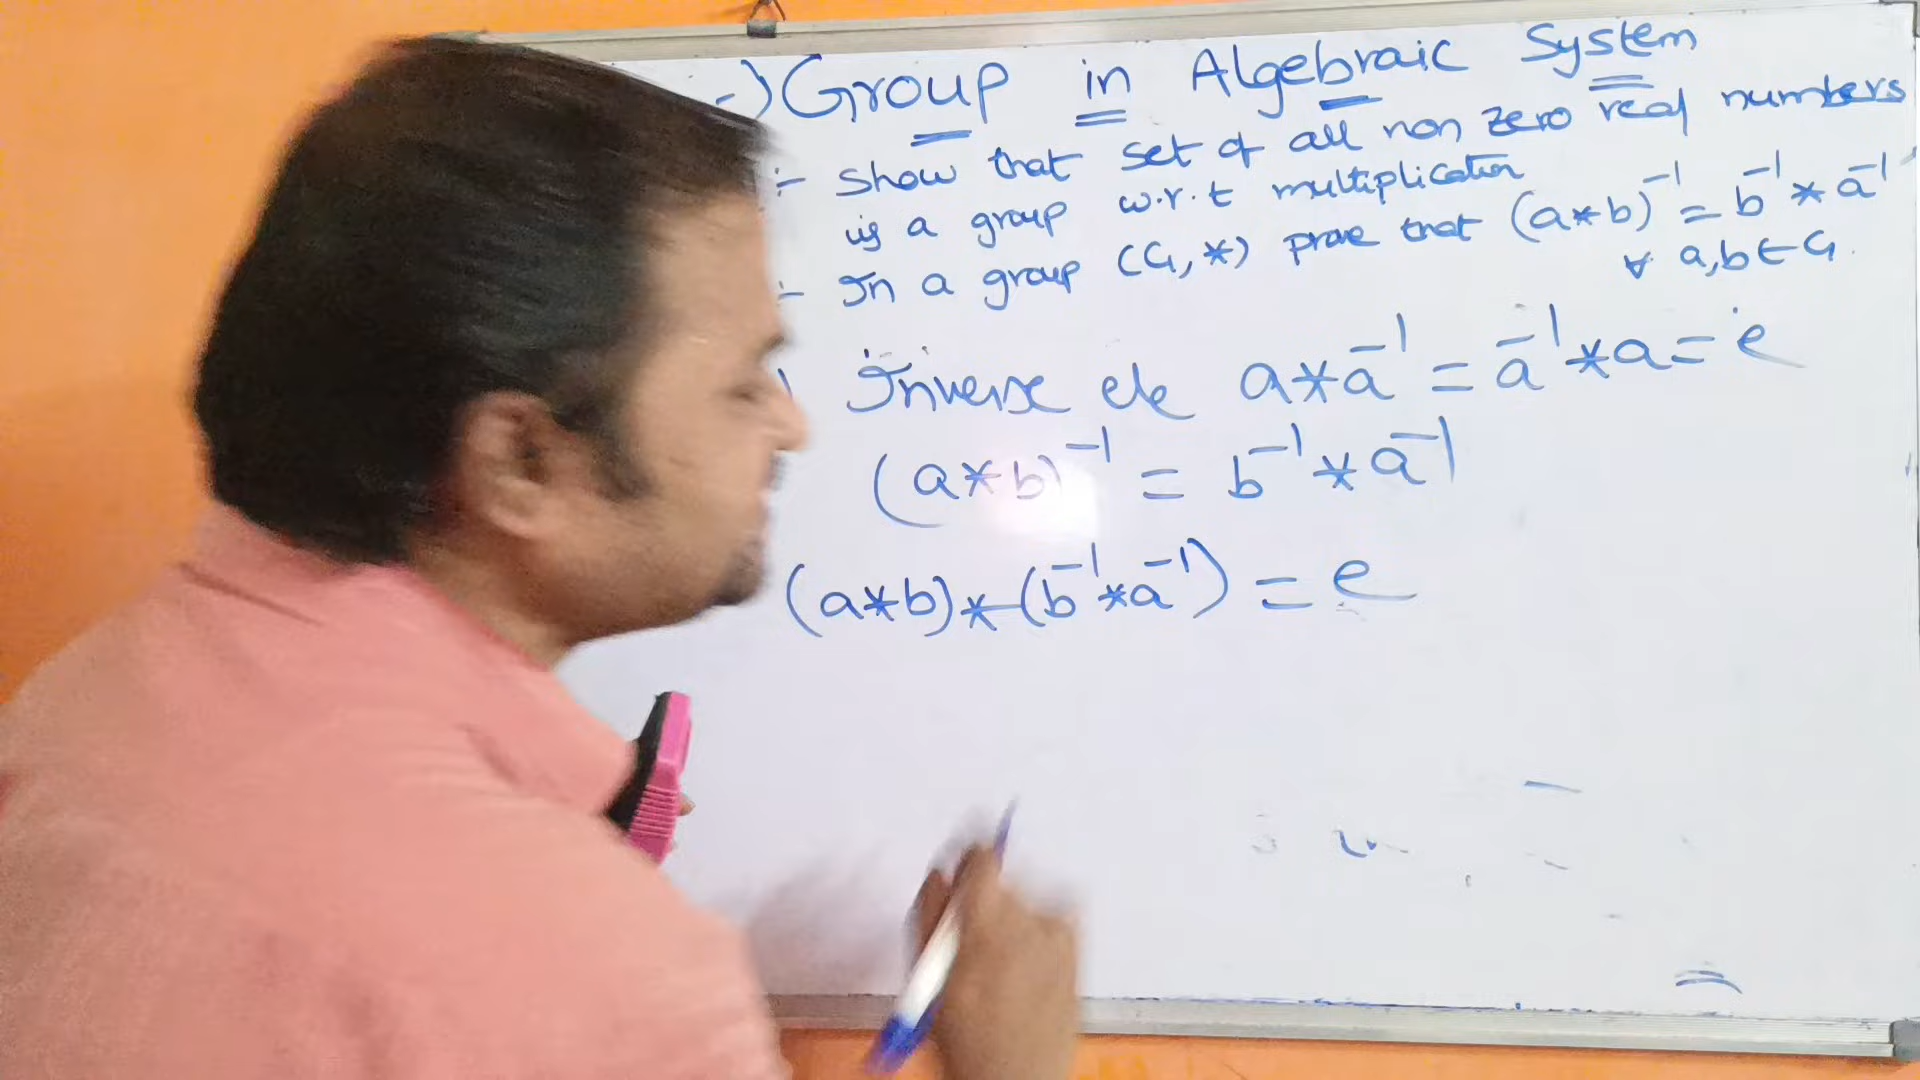 Group in Algebraic System
:- Show that set of all non zero real numbers
is a group w.r.t multiplication
:- In a group (G,*) prove that (a*b)⁻¹ = b⁻¹ * a⁻¹
∀ a,b ∈ G.
Inverse ele a*a⁻¹ = a⁻¹*a = e
(a*b)⁻¹ = b⁻¹ * a⁻¹
(a*b)*(b⁻¹*a⁻¹) = e